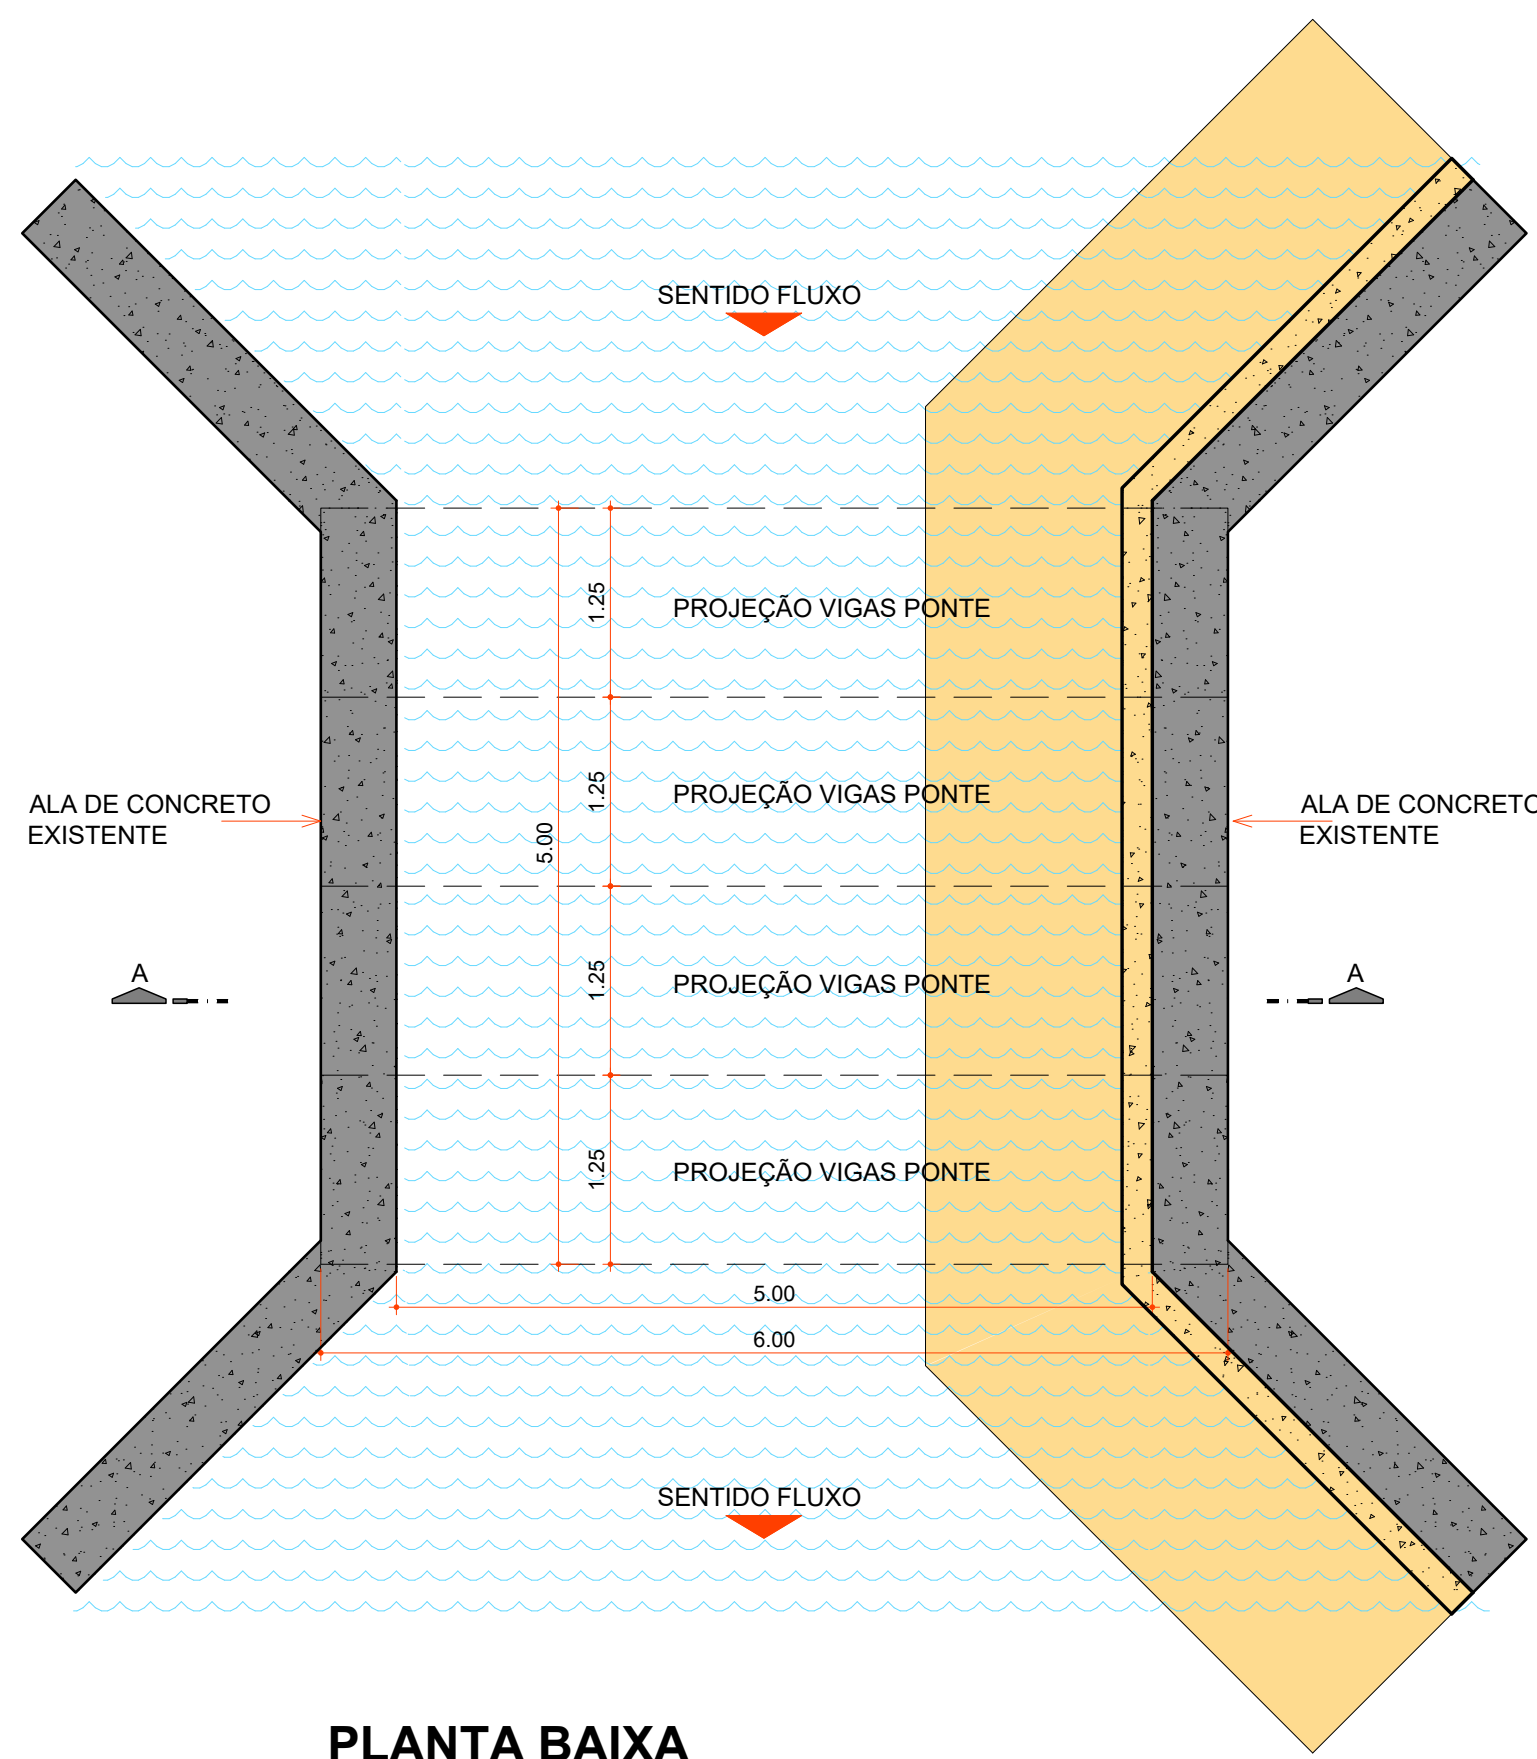 SENTIDO FLUXO
1.25
PROJEÇÃO VIGAS PONTE
1.25
PROJEÇÃO VIGAS PONTE
ALA DE CONCRETO
EXISTENTE
5.00
ALA DE CONCRETO
EXISTENTE
A
1.25
PROJEÇÃO VIGAS PONTE
A
1.25
PROJEÇÃO VIGAS PONTE
5.00
6.00
SENTIDO FLUXO
PLANTA BAIXA